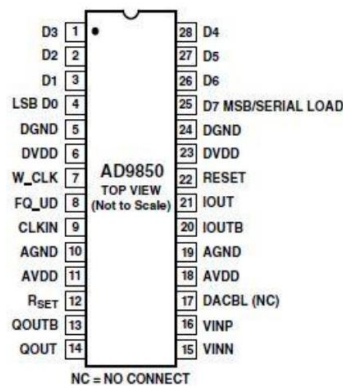 D3 1 28 D4
D2 2 27 D5
D1 3 26 D6
LSB D0 4 25 D7 MSB/SERIAL LOAD
DGND 5 24 DGND
DVDD 6 23 DVDD
W_CLK 7 22 RESET
FQ_UD 8 21 IOUT
CLKIN 9 20 IOUTB
AGND 10 19 AGND
AVDD 11 18 AVDD
RSET 12 17 DACBL (NC)
QOUTB 13 16 VINP
QOUT 14 15 VINN
AD9850
TOP VIEW
(Not to Scale)
NC = NO CONNECT